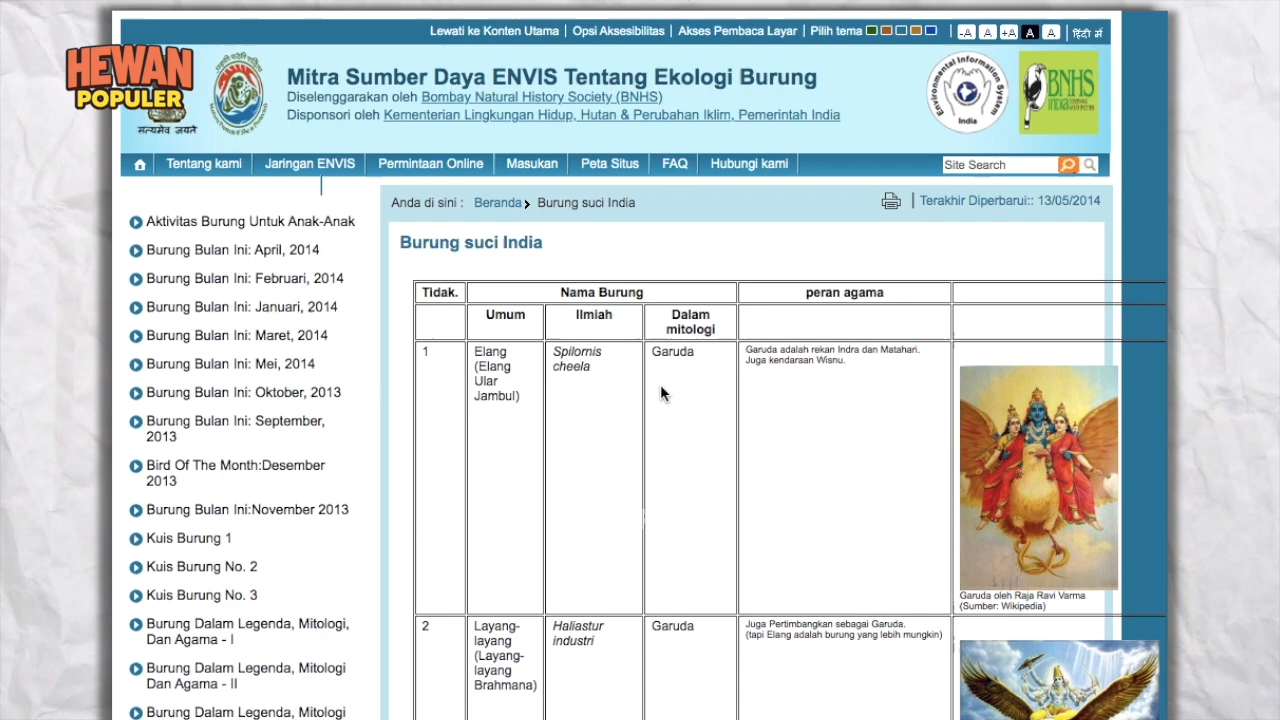 Lewati ke Konten Utama | Opsi Aksesibilitas | Akses Pembaca Layar | Pilih tema
-A A +A A A | हिंदी में
HEWAN
POPULER
सत्यमेव जयते
Mitra Sumber Daya ENVIS Tentang Ekologi Burung
Diselenggarakan oleh Bombay Natural History Society (BNHS)
Disponsori oleh Kementerian Lingkungan Hidup, Hutan & Perubahan Iklim, Pemerintah India
Environmental Information System
India
BNHS
Tentang kami Jaringan ENVIS Permintaan Online Masukan Peta Situs FAQ Hubungi kami
Site Search
Anda di sini : Beranda Burung suci India
Terakhir Diperbarui:: 13/05/2014
Aktivitas Burung Untuk Anak-Anak
Burung Bulan Ini: April, 2014
Burung Bulan Ini: Februari, 2014
Burung Bulan Ini: Januari, 2014
Burung Bulan Ini: Maret, 2014
Burung Bulan Ini: Mei, 2014
Burung Bulan Ini: Oktober, 2013
Burung Bulan Ini: September,
2013
Bird Of The Month:Desember
2013
Burung Bulan Ini:November 2013
Kuis Burung 1
Kuis Burung No. 2
Kuis Burung No. 3
Burung Dalam Legenda, Mitologi,
Dan Agama - I
Burung Dalam Legenda, Mitologi
Dan Agama - II
Burung Dalam Legenda, Mitologi
Burung suci India
Tidak. Nama Burung peran agama
Umum Ilmiah Dalam
mitologi
1 Elang Spilornis Garuda
(Elang cheela
Ular
Jambul)
Garuda adalah rekan Indra dan Matahari.
Juga kendaraan Wisnu.
Garuda oleh Raja Ravi Varma
(Sumber: Wikipedia)
2 Layang- Haliastur Garuda
layang industri
(Layang-
layang
Brahmana)
Juga Pertimbangkan sebagai Garuda.
(tapi Elang adalah burung yang lebih mungkin)